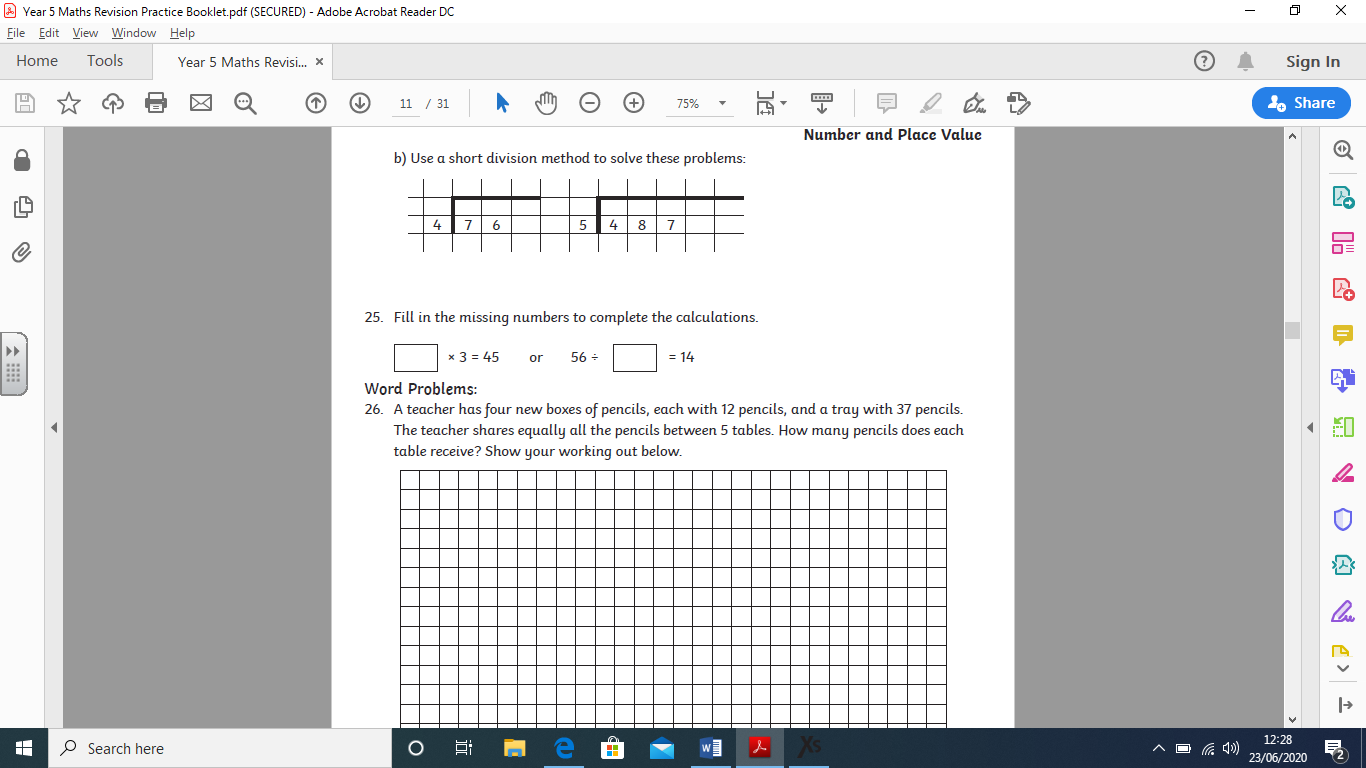 Year 5 Maths Revision Practice Booklet.pdf (SECURED) - Adobe Acrobat Reader DC
File Edit View Window Help
Home Tools Year 5 Maths Revisi... × Sign In
11 / 31 75% Share
Number and Place Value
b) Use a short division method to solve these problems:
4 7 6 5 4 8 7
25. Fill in the missing numbers to complete the calculations.
× 3 = 45 or 56 ÷ = 14
Word Problems:
26. A teacher has four new boxes of pencils, each with 12 pencils, and a tray with 37 pencils.
The teacher shares equally all the pencils between 5 tables. How many pencils does each
table receive? Show your working out below.
Search here
Xs
12:28
23/06/2020
2